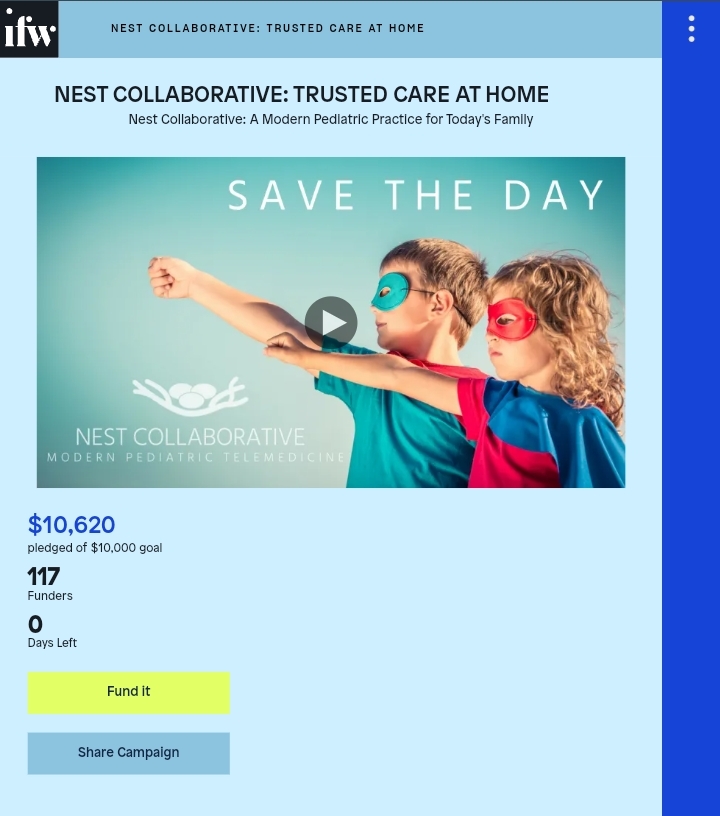 ifw
NEST COLLABORATIVE: TRUSTED CARE AT HOME
NEST COLLABORATIVE: TRUSTED CARE AT HOME
Nest Collaborative: A Modern Pediatric Practice for Today's Family
SAVE THE DAY
NEST COLLABORATIVE
MODERN PEDIATRIC TELEMEDICINE
$10,620
pledged of $10,000 goal
117
Funders
0
Days Left
Fund it
Share Campaign